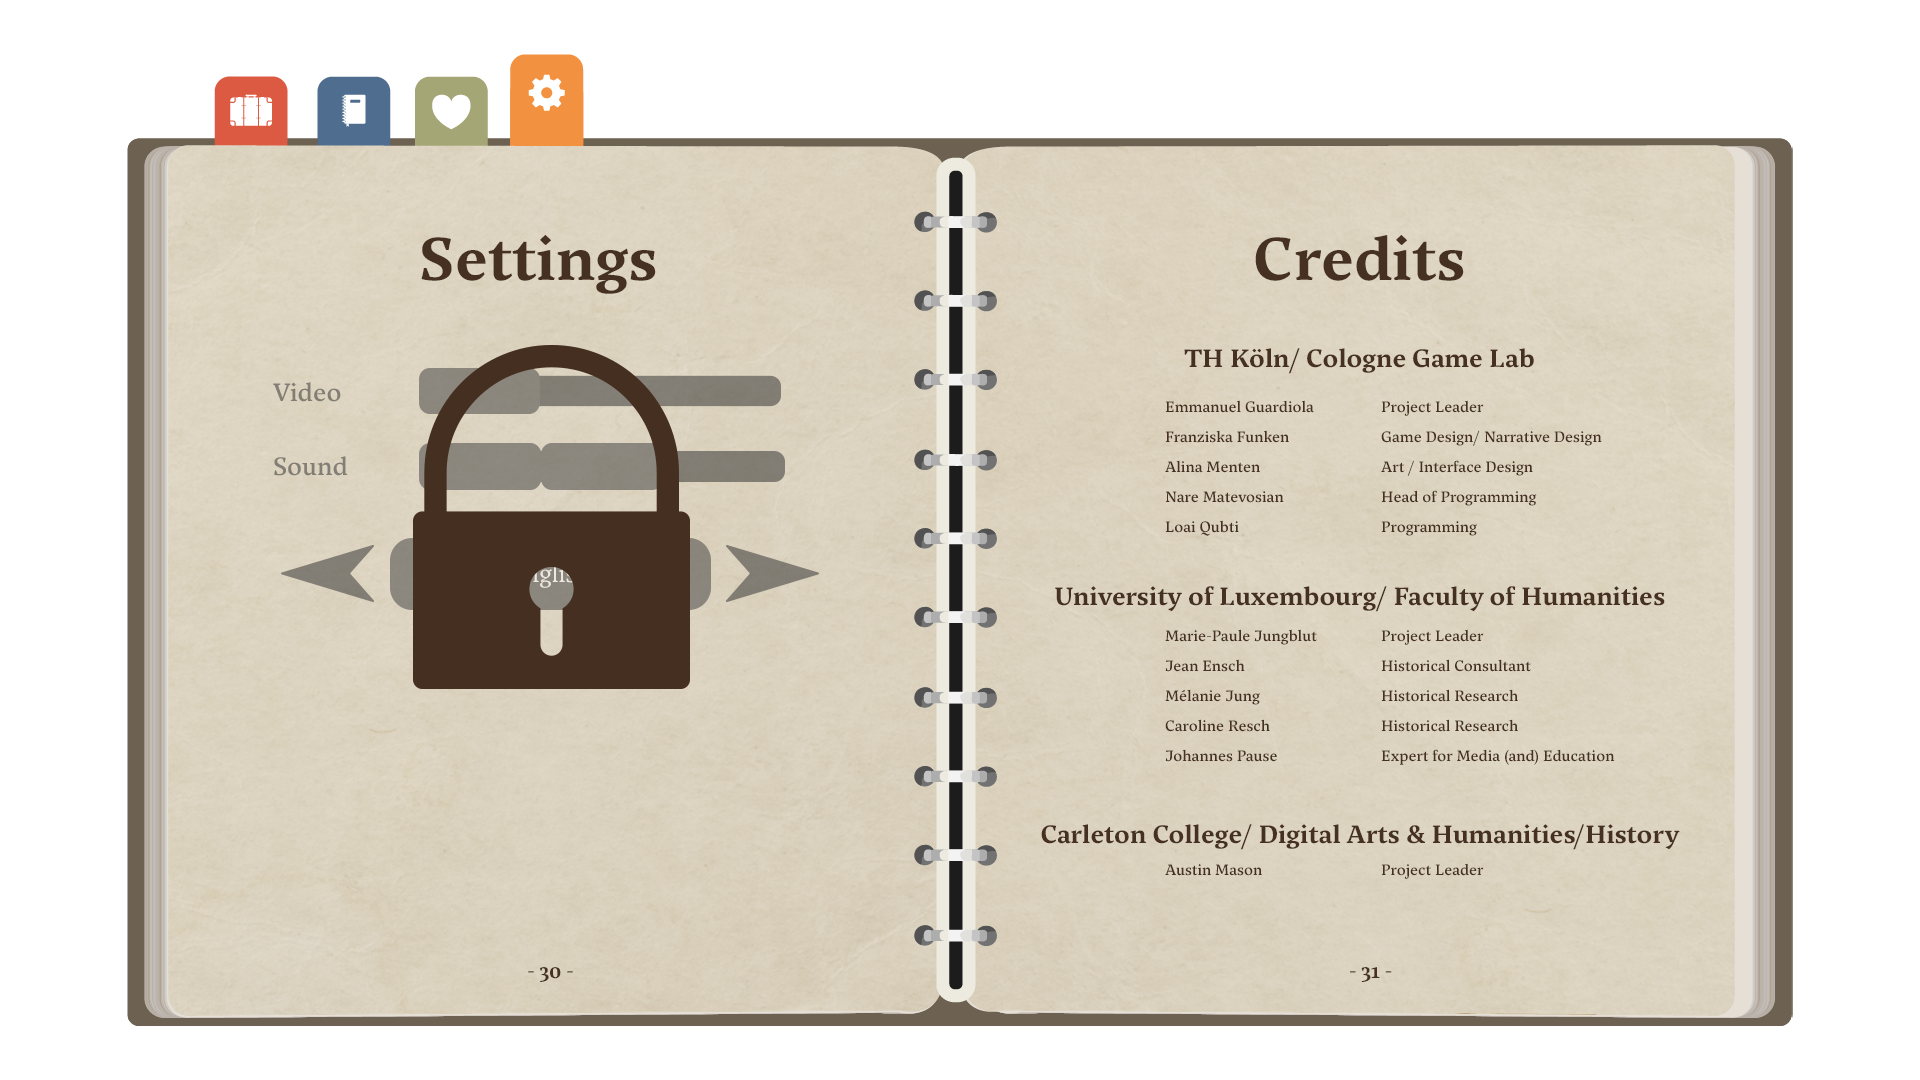 Settings
Video
Sound
- 30 -
Credits
TH Köln/ Cologne Game Lab
Emmanuel Guardiola Project Leader
Franziska Funken Game Design/ Narrative Design
Alina Menten Art / Interface Design
Nare Matevosian Head of Programming
Loai Qubti Programming
University of Luxembourg/ Faculty of Humanities
Marie-Paule Jungblut Project Leader
Jean Ensch Historical Consultant
Mélanie Jung Historical Research
Caroline Resch Historical Research
Johannes Pause Expert for Media (and) Education
Carleton College/ Digital Arts & Humanities/History
Austin Mason Project Leader
- 31 -